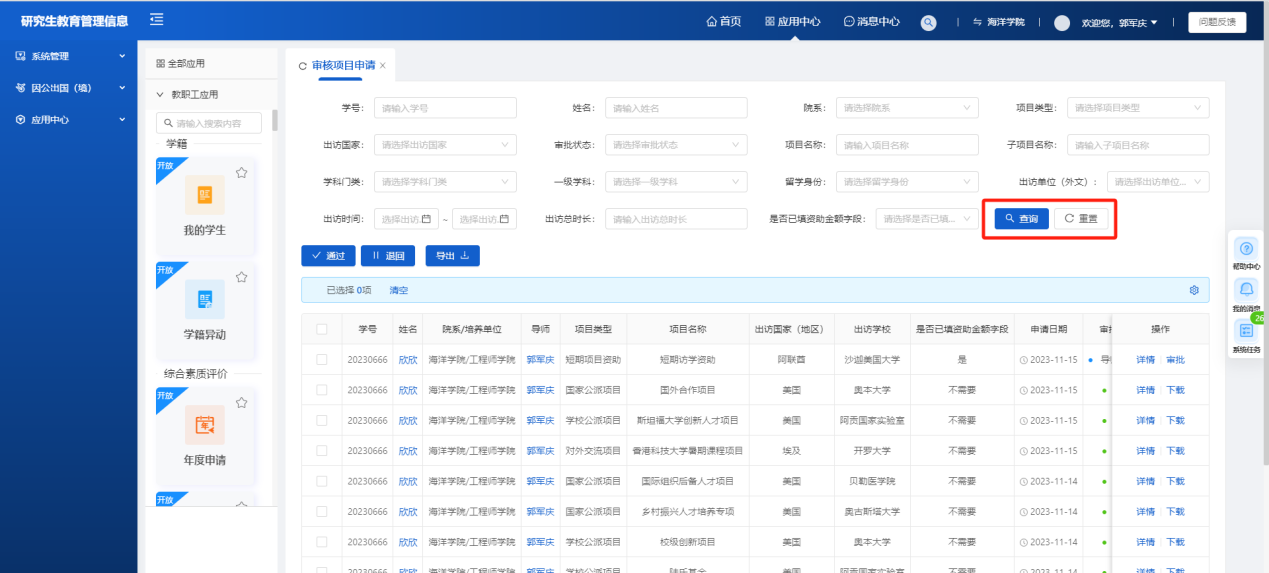 研究生教育管理信息 首页 应用中心 消息中心 海洋学院 欢迎您, 郭军庆 问题反馈
系统管理
因公出国（墙）
应用中心
全部应用
教职工应用
请输入搜索内容
学籍
开放
我的学生
开放
学籍异动
综合素质评价
开放
年度申请
开放
审核项目申请 ×
学号: 请输入学号 姓名: 请输入姓名 院系: 请选择院系 项目类型: 请选择项目类型
出访国家: 请选择出访国家 审批状态: 请选择审批状态 项目名称: 请输入项目名称 子项目名称: 请输入子项目名称
学科门类: 请选择学科门类 一级学科: 请选择一级学科 留学身份: 请选择留学身份 出访单位（外文）: 请选择出访单位...
出访时间: 选择出访 ~ 选择出访 出访总时长: 请输入出访总时长 是否已填资助金额字段: 请选择是否已填... 查询 重置
通过 退回 导出
已选择 0项 清空
学号 姓名 院系/培养单位 导师 项目类型 项目名称 出访国家（地区） 出访学校 是否已填资助金额字段 申请日期 操作
20230666 欣欣 海洋学院/工程师学院 郭军庆 短期项目资助 短期访学资助 阿联酋 沙迦美国大学 是 2023-11-15 详情 审批
20230666 欣欣 海洋学院/工程师学院 郭军庆 国家公派项目 国外合作项目 美国 奥本大学 不需要 2023-11-15 详情 下载
20230666 欣欣 海洋学院/工程师学院 郭军庆 学校公派项目 斯坦福大学创新人才项目 美国 阿贡国家实验室 不需要 2023-11-15 详情 下载
20230666 欣欣 海洋学院/工程师学院 郭军庆 对外交流项目 香港科技大学暑期课程项目 埃及 开罗大学 不需要 2023-11-15 详情 下载
20230666 欣欣 海洋学院/工程师学院 郭军庆 国家公派项目 国际组织后备人才项目 美国 贝勒医学院 不需要 2023-11-14 详情 下载
20230666 欣欣 海洋学院/工程师学院 郭军庆 国家公派项目 乡村振兴人才培养专项 美国 奥古斯塔大学 不需要 2023-11-14 详情 下载
20230666 欣欣 海洋学院/工程师学院 郭军庆 学校公派项目 校级创新项目 美国 奥本大学 不需要 2023-11-14 详情 下载
帮助中心
我的消息
26
系统任务